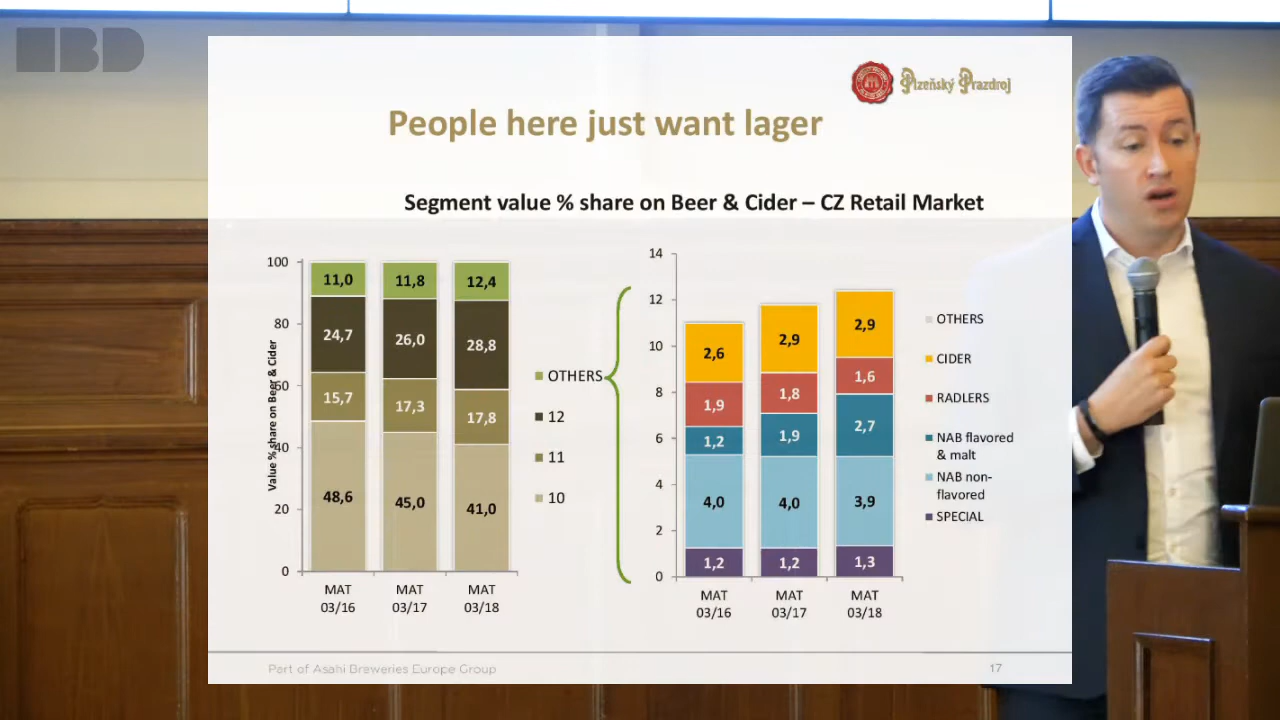 HBD
Plzeňský Prazdroj
People here just want lager
Segment value % share on Beer & Cider – CZ Retail Market
Value % share on Beer & Cider
100
80
60
40
20
0
11,0
11,8
12,4
24,7
26,0
28,8
15,7
17,3
17,8
48,6
45,0
41,0
MAT
03/16
MAT
03/17
MAT
03/18
OTHERS
12
11
10
14
12
10
8
6
4
2
0
2,6
2,9
2,9
1,9
1,8
1,6
1,2
1,9
2,7
4,0
4,0
3,9
1,2
1,2
1,3
MAT
03/16
MAT
03/17
MAT
03/18
OTHERS
CIDER
RADLERS
NAB flavored
& malt
NAB non-
flavored
SPECIAL
Part of Asahi Breweries Europe Group
17